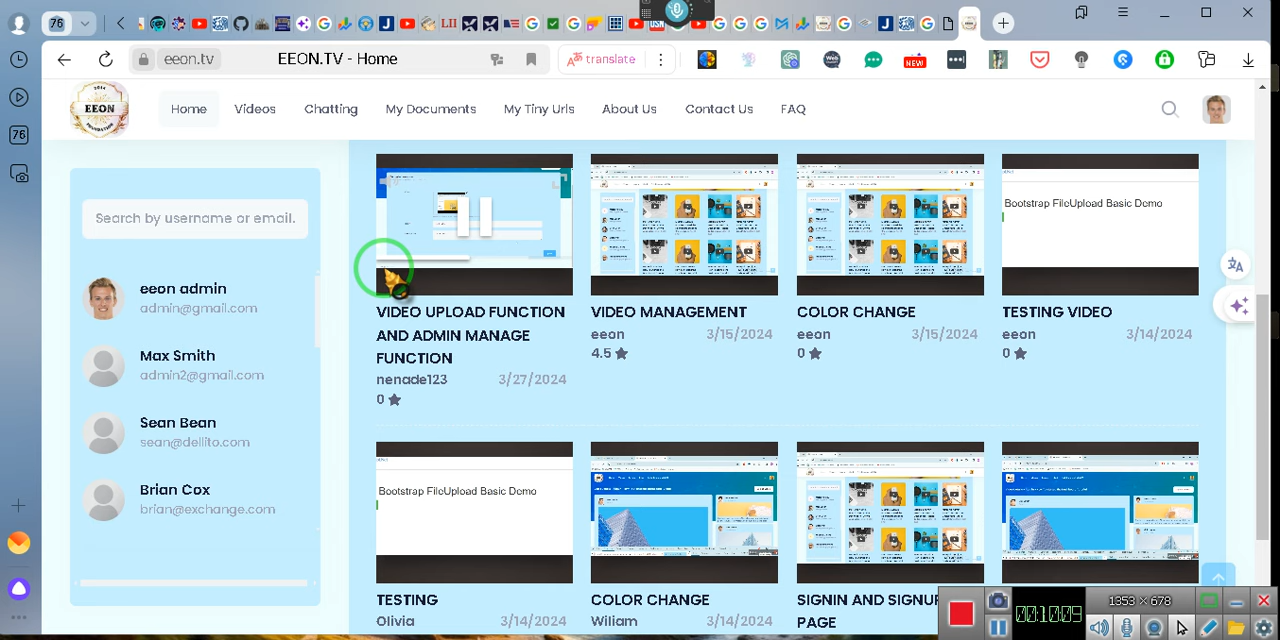 76
eeon.tv
EEON.TV - Home
translate
NEW
76
EEON
FOUNDATION
Home
Videos
Chatting
My Documents
My Tiny Urls
About Us
Contact Us
FAQ
Search by username or email.
eeon admin
admin@gmail.com
Max Smith
admin2@gmail.com
Sean Bean
sean@dellito.com
Brian Cox
brian@exchange.com
Bootstrap FileUpload Basic Demo
VIDEO UPLOAD FUNCTION
AND ADMIN MANAGE
FUNCTION
nenade123
3/27/2024
0
VIDEO MANAGEMENT
eeon
3/15/2024
4.5
COLOR CHANGE
eeon
3/15/2024
0
TESTING VIDEO
eeon
3/14/2024
0
Bootstrap FileUpload Basic Demo
TESTING
Olivia
3/14/2024
COLOR CHANGE
Wiliam
3/14/2024
SIGNIN AND SIGNU
PAGE
1353 × 678
00:10:09